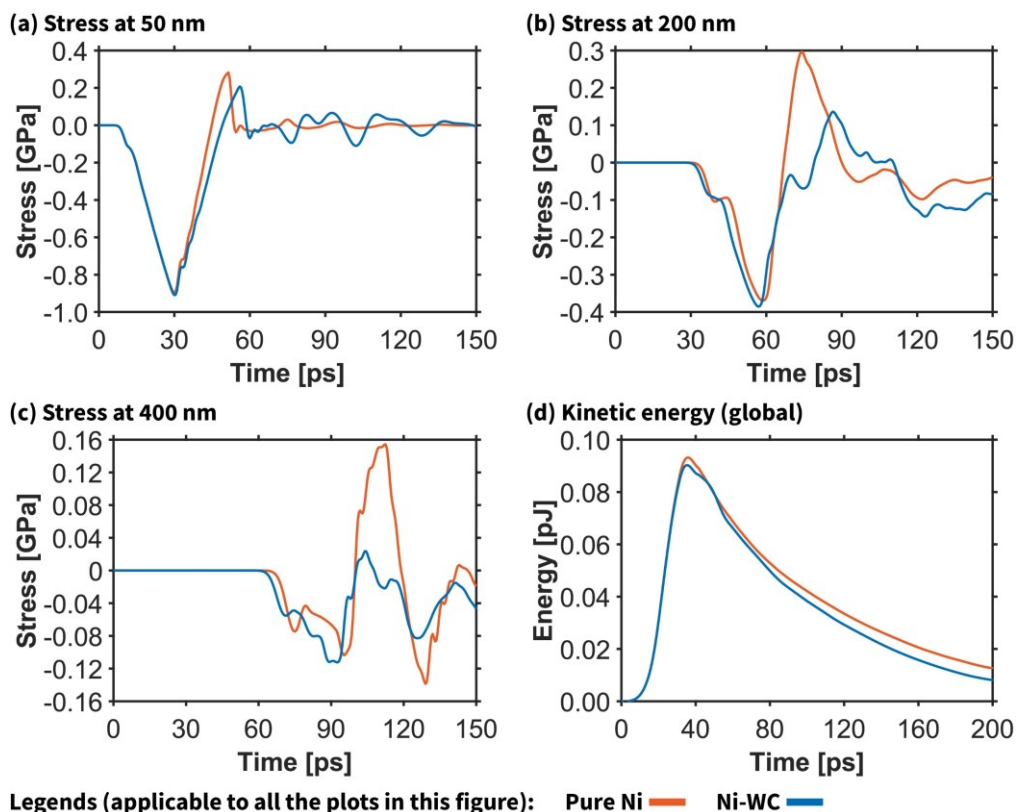 (a) Stress at 50 nm
0.4
0.2
0.0
-0.2
-0.4
-0.6
-0.8
-1.0
Stress [GPa]
0 30 60 90 120 150
Time [ps]
(b) Stress at 200 nm
0.3
0.2
0.1
0
-0.1
-0.2
-0.3
-0.4
Stress [GPa]
0 30 60 90 120 150
Time [ps]
(c) Stress at 400 nm
0.16
0.12
0.08
0.04
0
-0.04
-0.08
-0.12
-0.16
Stress [GPa]
0 30 60 90 120 150
Time [ps]
(d) Kinetic energy (global)
0.10
0.08
0.06
0.04
0.02
0.00
Energy [pJ]
0 40 80 120 160 200
Time [ps]
Legends (applicable to all the plots in this figure): Pure Ni Ni-WC